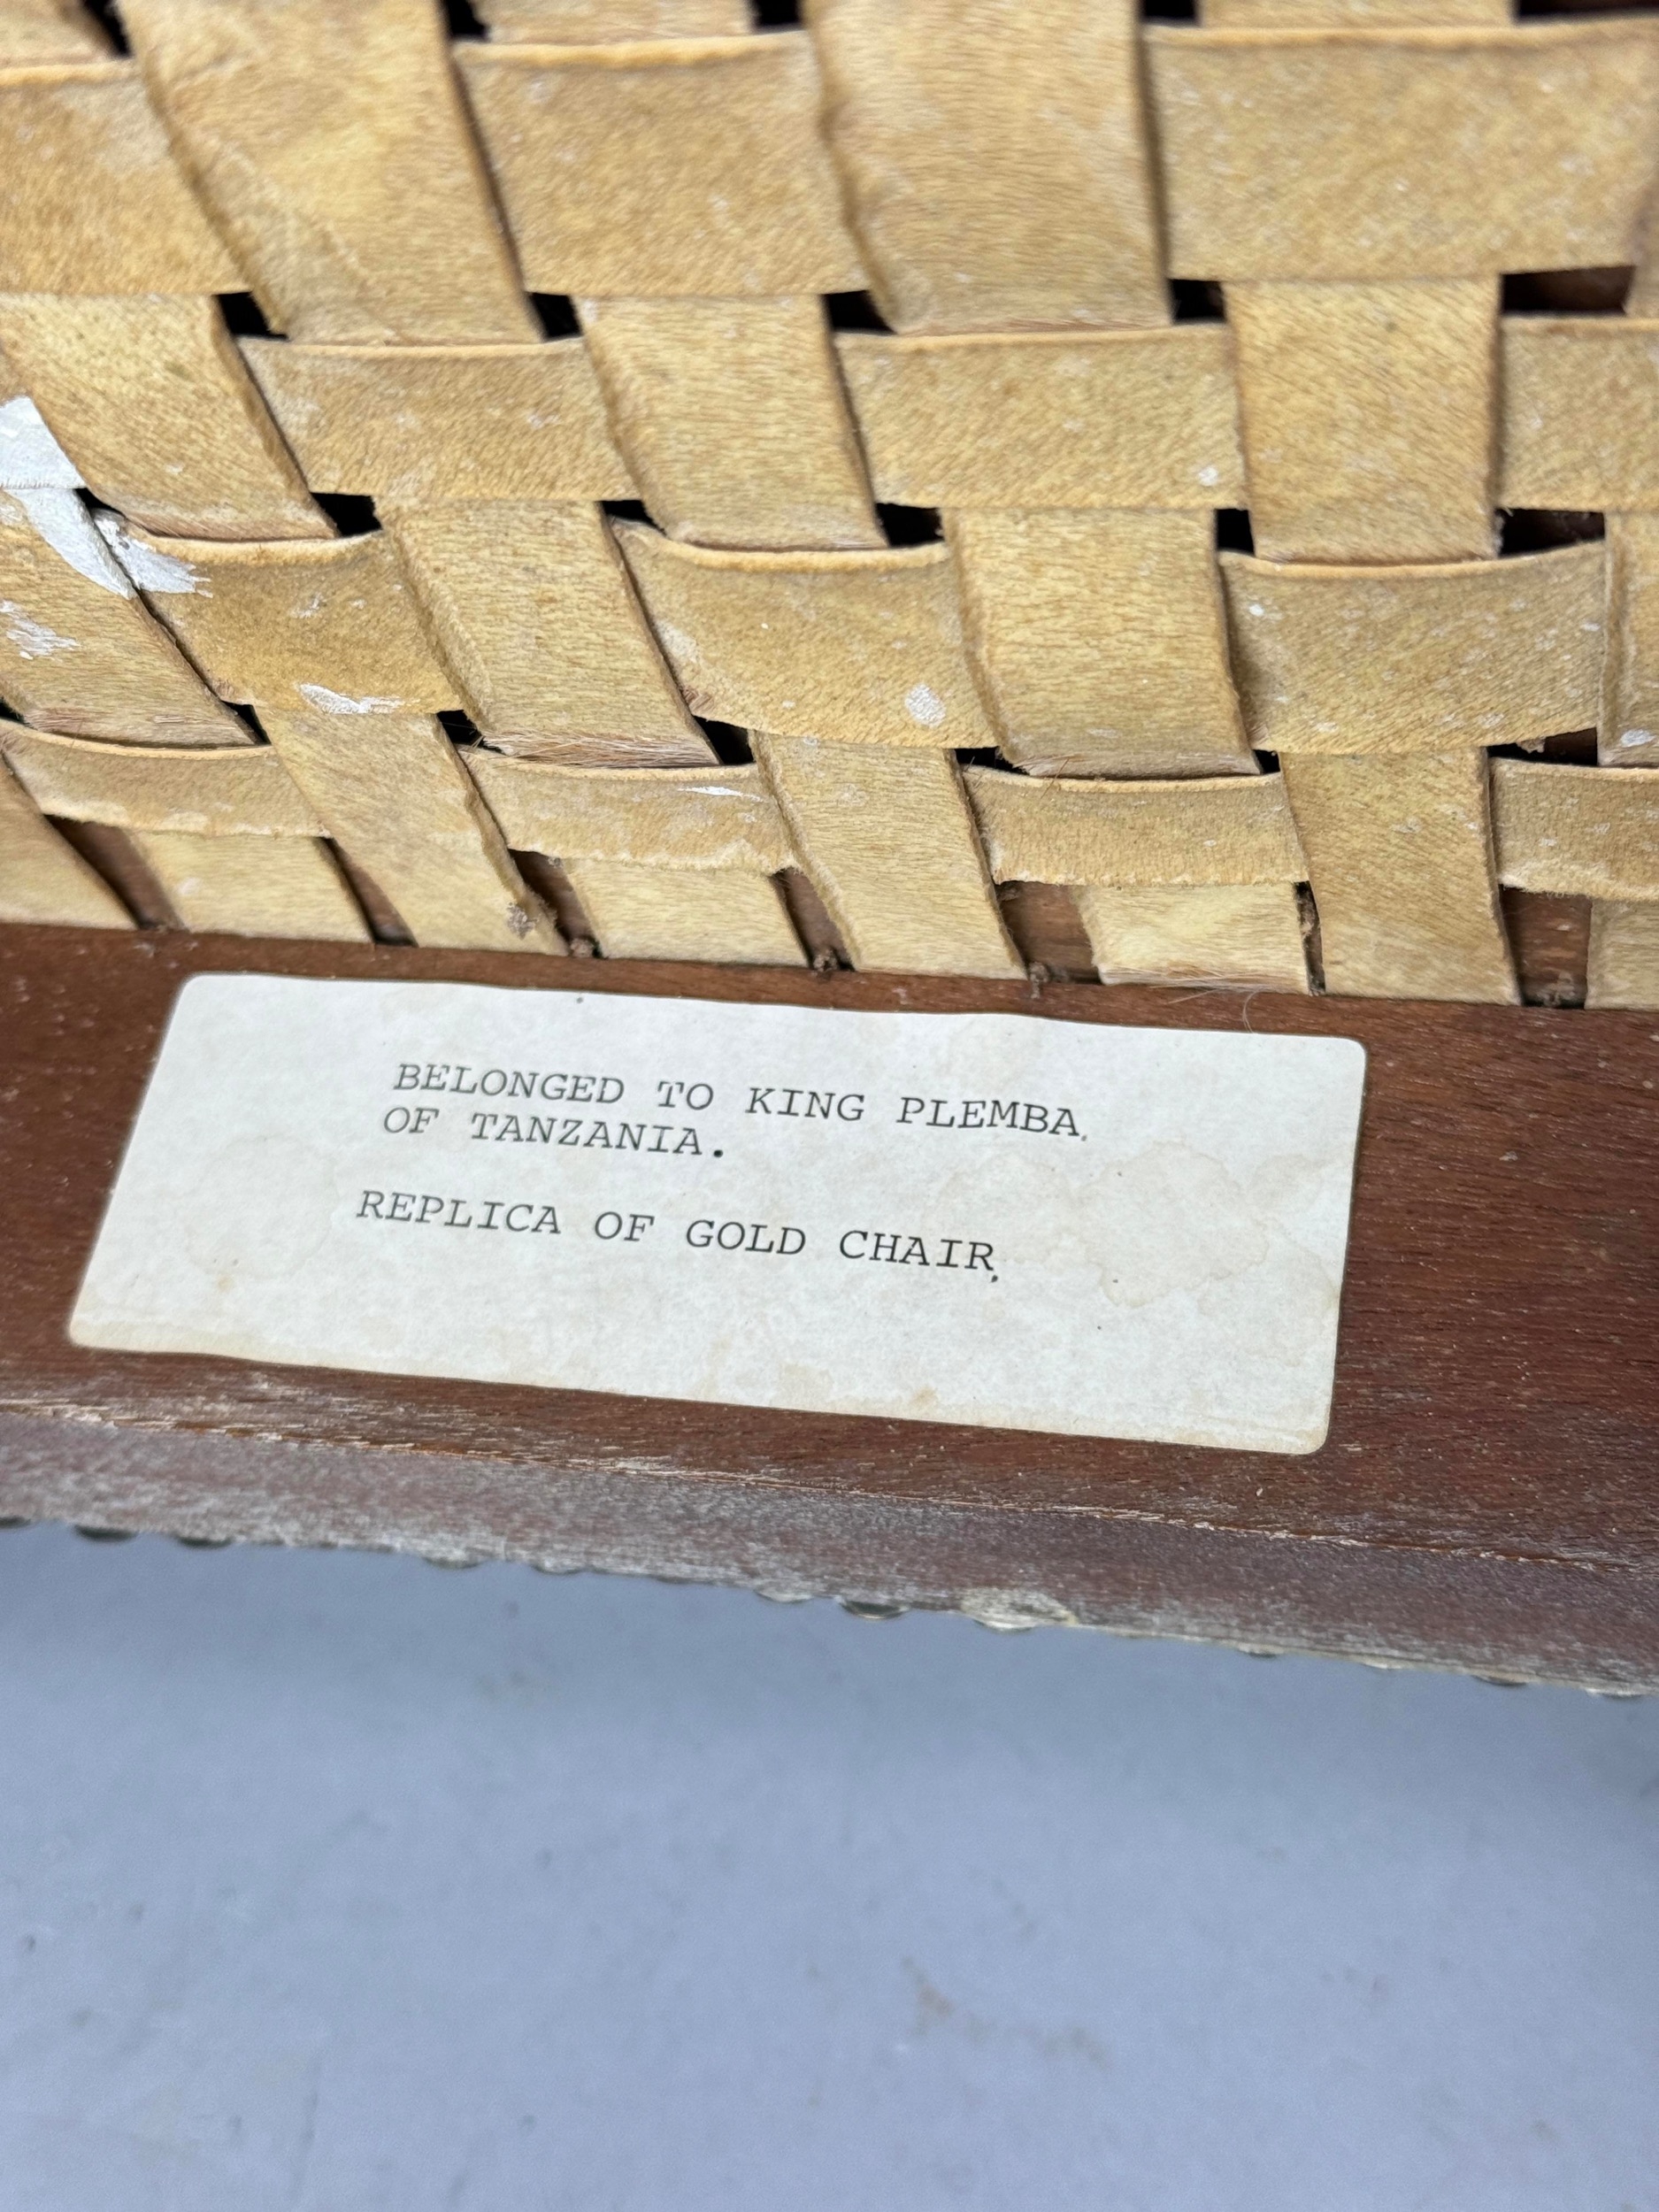 BELONGED TO KING PLEMBA.
OF TANZANIA.
REPLICA OF GOLD CHAIR.